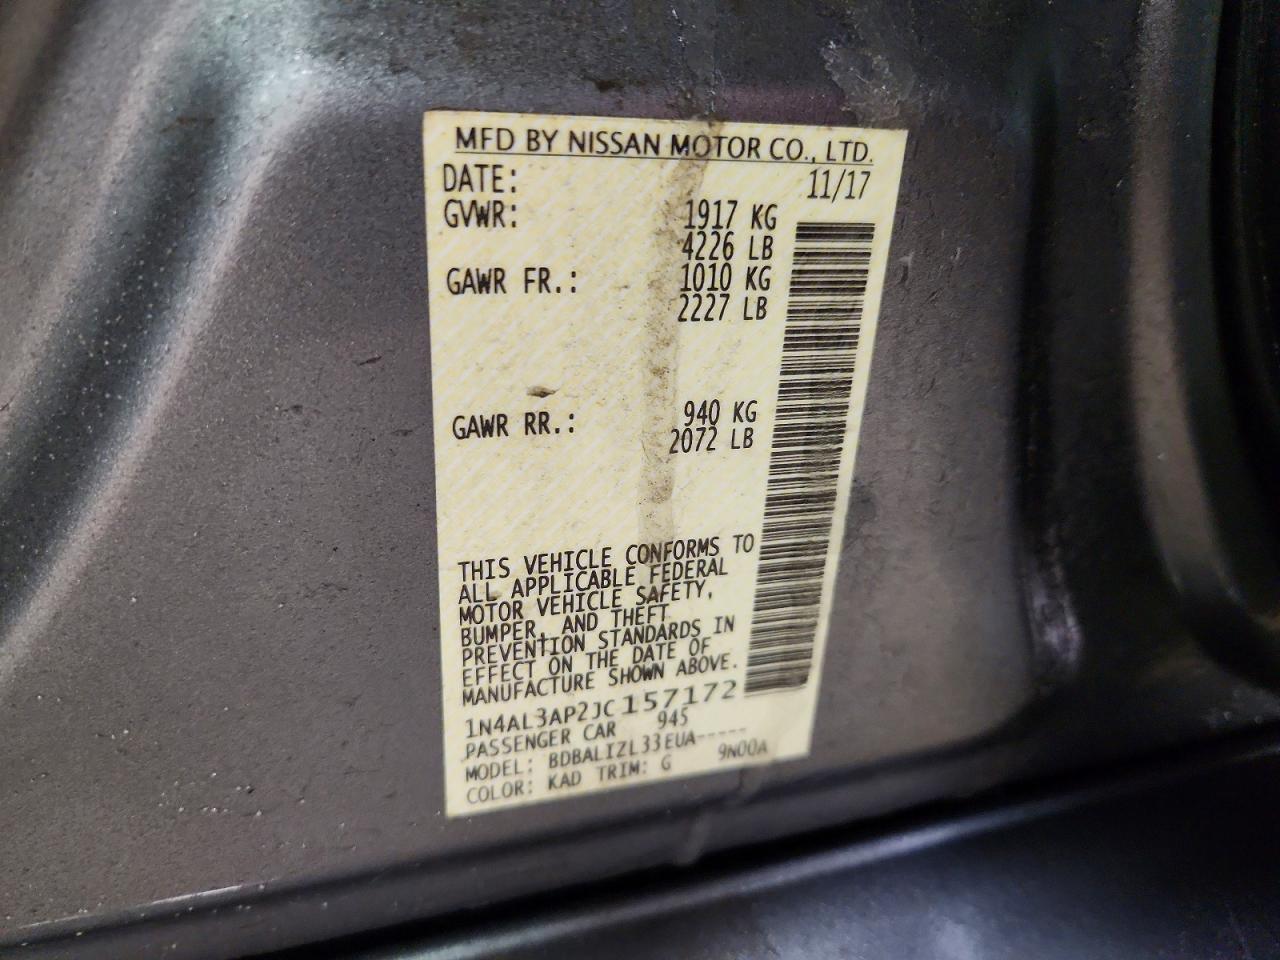 MFD BY NISSAN MOTOR CO., LTD.
DATE: 11/17
GVWR: 1917 KG
4226 LB
GAWR FR.: 1010 KG
2227 LB
GAWR RR.: 940 KG
2072 LB
THIS VEHICLE CONFORMS TO
ALL APPLICABLE FEDERAL
MOTOR VEHICLE SAFETY,
BUMPER, AND THEFT
PREVENTION STANDARDS IN
EFFECT ON THE DATE OF
MANUFACTURE SHOWN ABOVE.
1N4AL3AP2JC157172
PASSENGER CAR 945
MODEL: BDBALIZL33EUA-----
COLOR: KAD TRIM: G 9N00A